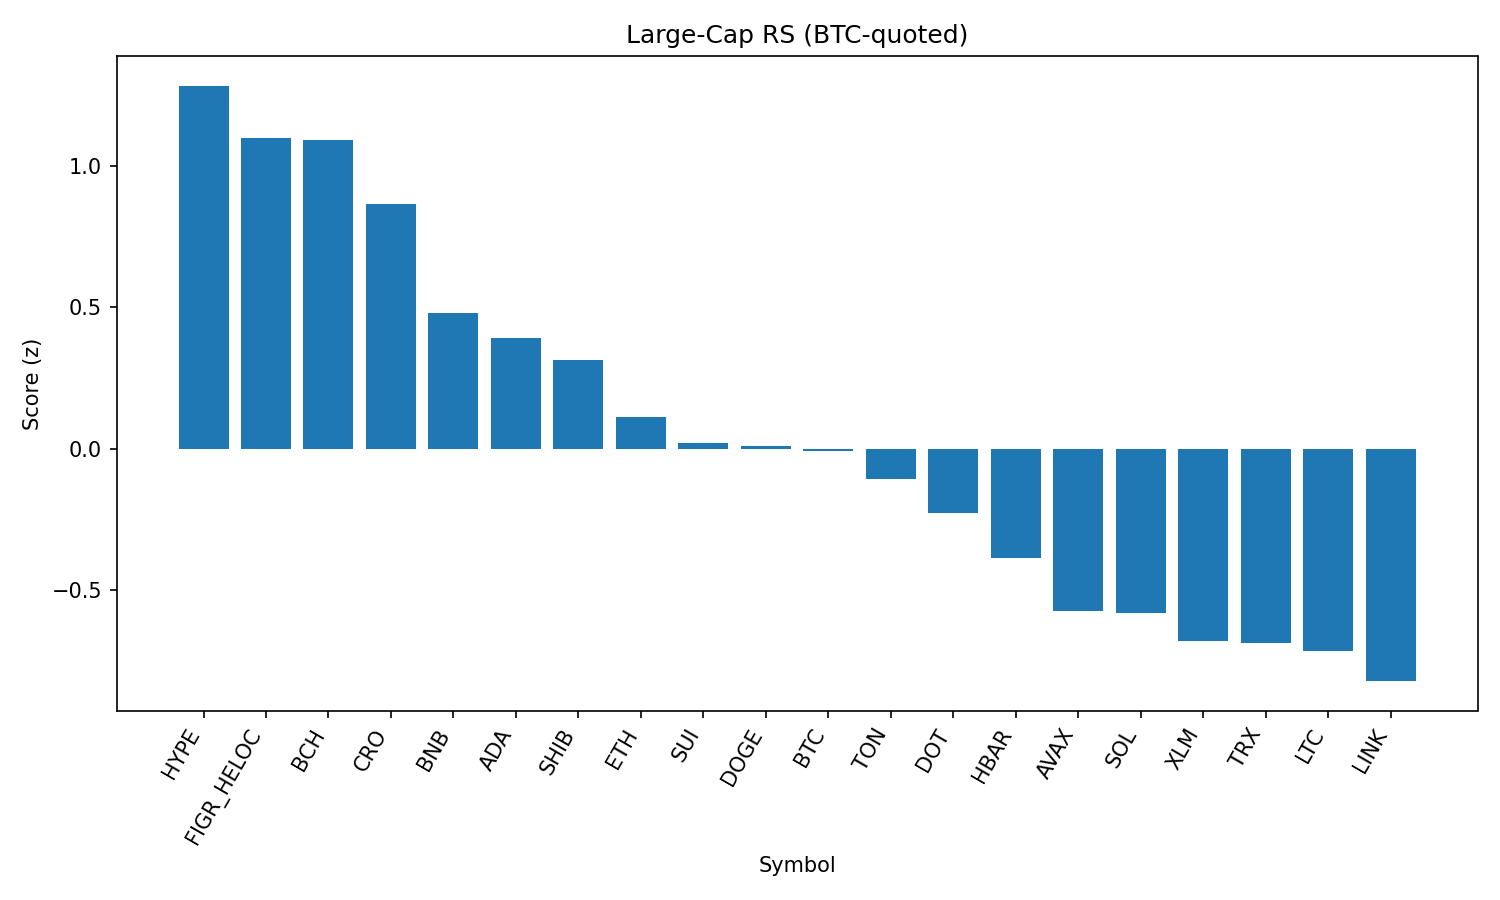 Large-Cap RS (BTC-quoted)
Score (z)
1.0
0.5
0.0
−0.5
HYPE
FIGR_HELOC
BCH
CRO
BNB
ADA
SHIB
ETH
SUI
DOGE
BTC
TON
DOT
HBAR
AVAX
SOL
XLM
TRX
LTC
LINK
Symbol